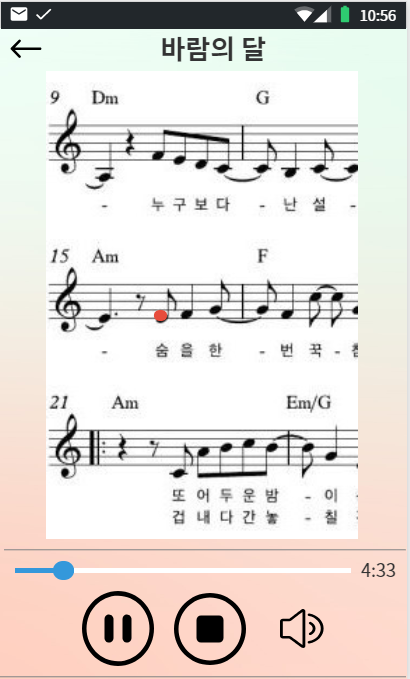 10:56
바람의 달
9 Dm G
- 누 구 보 다 - 난 설 -
15 Am F
- 숨 을 한 - 번 꾹 -
21 Am Em/G
또 어 두 운 밤 - 이 -
겁 내 다 간 놓 - 칠
4:33